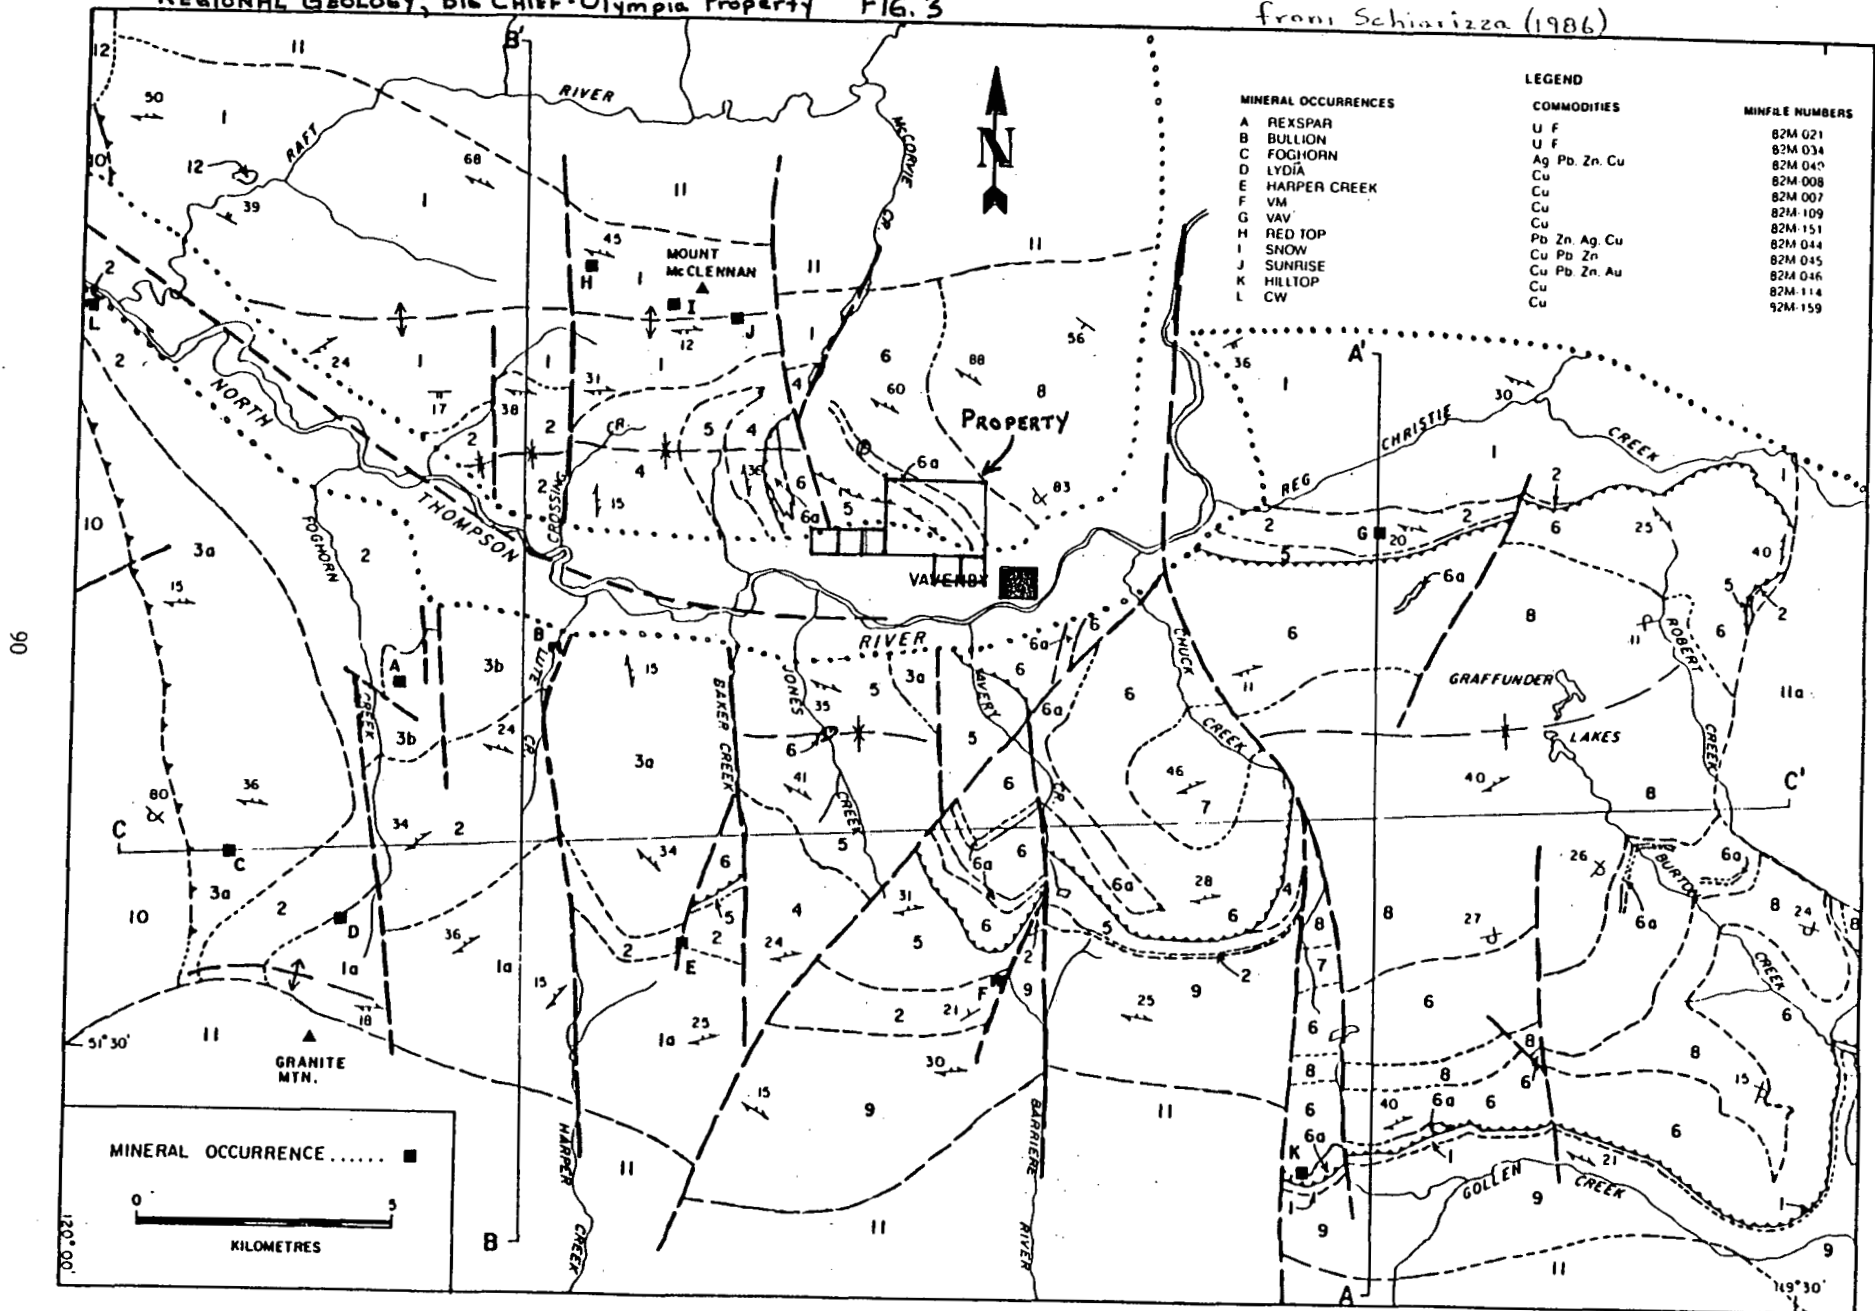 REGIONAL GEOLOGY, BIG CHIEF-Olympia Property FIG. 3
from Schiarizza (1986)
LEGEND
MINERAL OCCURRENCES COMMODITIES MINFILE NUMBERS
A REXSPAR U F 82M 021
B BULLION U F 82M 034
C FOGHORN Ag Pb. Zn. Cu 82M 040
D LYDIA Cu 82M-008
E HARPER CREEK Cu 82M 007
F VM Cu 82M-109
G VAV Cu 82M-151
H RED TOP Pb Zn. Ag. Cu 82M 044
I SNOW Cu Pb Zn 82M 045
J SUNRISE Cu Pb. Zn. Au 82M 046
K HILLTOP Cu 82M-114
L CW Cu 92M-159
N
B'
RAFT RIVER
McCORVIE CR.
MOUNT
McCLENNAN
PROPERTY
A'
REG CHRISTIE CREEK
NORTH THOMPSON RIVER
CROSSING CR.
FOGHORN CREEK
VAVENBY
LUTE CR.
BAKER CREEK
JONES CREEK
AVERY CR.
CHUCK CREEK
GRAFFUNDER
LAKES
ROBERT CREEK
C
C'
BURTON CREEK
51°30'
GRANITE
MTN.
HARPER CREEK
BARRIERE RIVER
GOLLEN CREEK
MINERAL OCCURRENCE ......
0 5
KILOMETRES
B
A
120°00'
119°30'
90